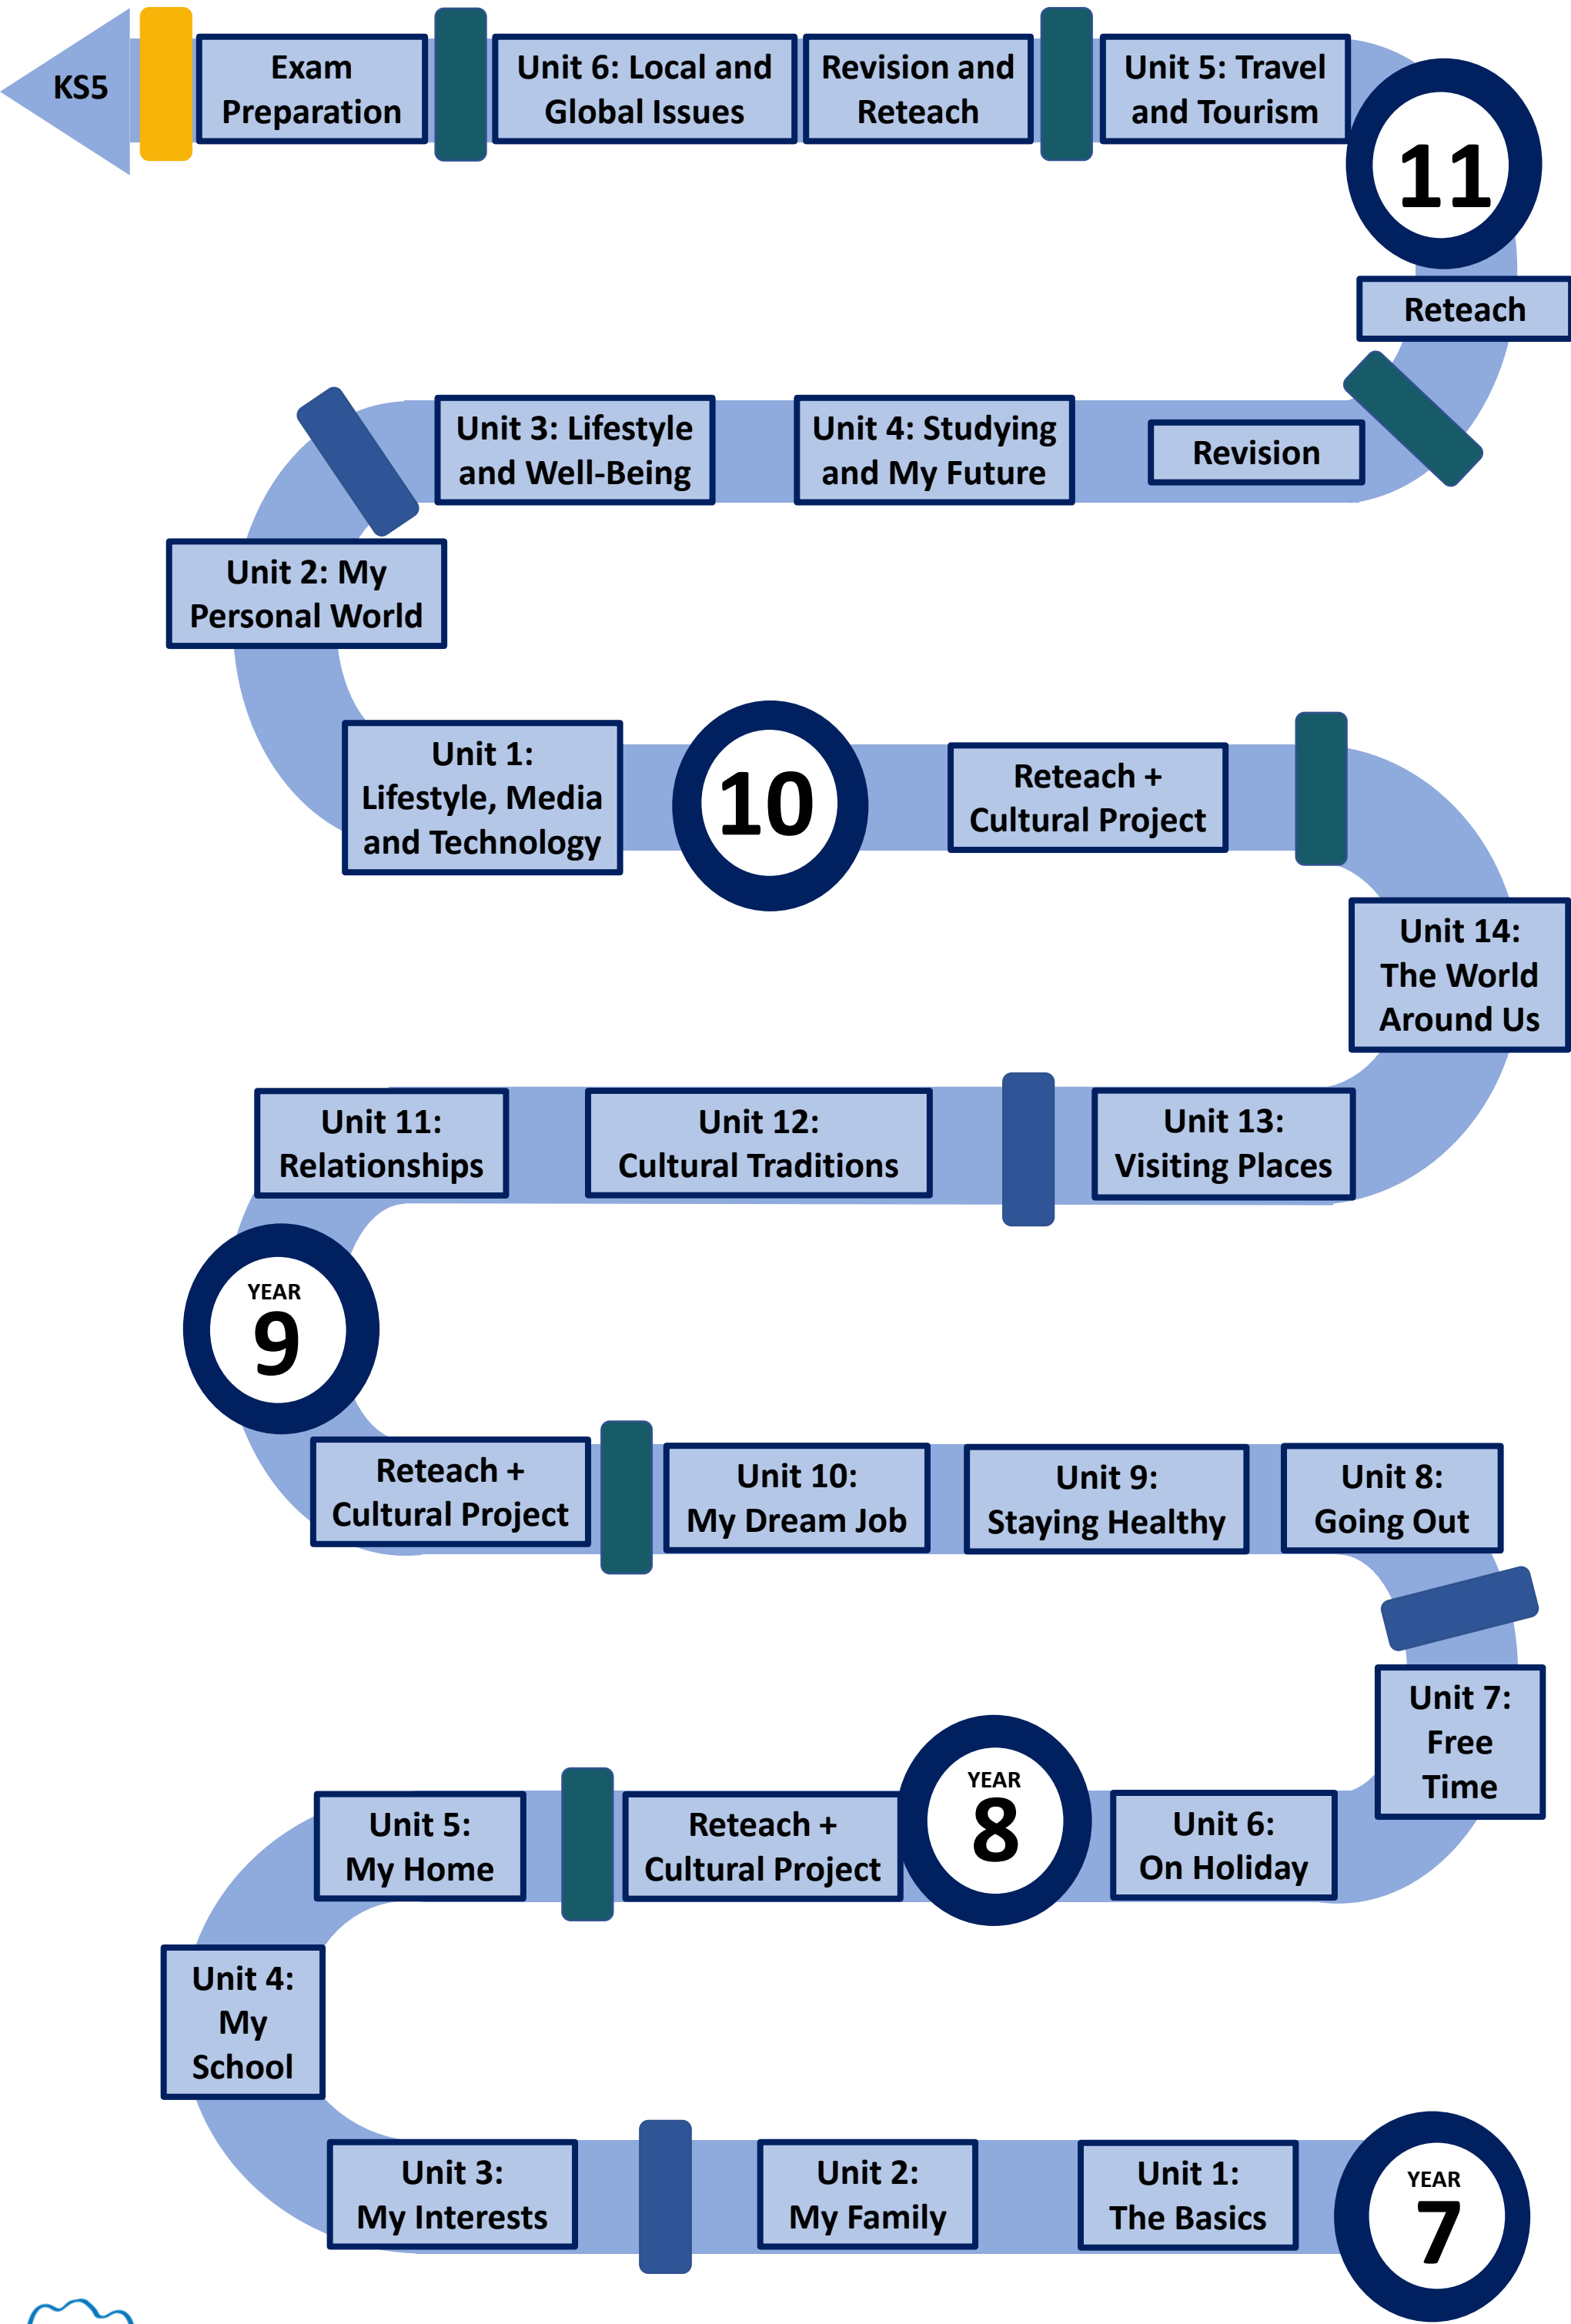 KS5
Exam
Preparation
Unit 6: Local and
Global Issues
Revision and
Reteach
Unit 5: Travel
and Tourism
11
Reteach
Unit 3: Lifestyle
and Well-Being
Unit 4: Studying
and My Future
Revision
Unit 2: My
Personal World
Unit 1:
Lifestyle, Media
and Technology
10
Reteach +
Cultural Project
Unit 14:
The World
Around Us
Unit 11:
Relationships
Unit 12:
Cultural Traditions
Unit 13:
Visiting Places
YEAR
9
Reteach +
Cultural Project
Unit 10:
My Dream Job
Unit 9:
Staying Healthy
Unit 8:
Going Out
Unit 7:
Free
Time
Unit 5:
My Home
Reteach +
Cultural Project
YEAR
8
Unit 6:
On Holiday
Unit 4:
My
School
Unit 3:
My Interests
Unit 2:
My Family
Unit 1:
The Basics
YEAR
7